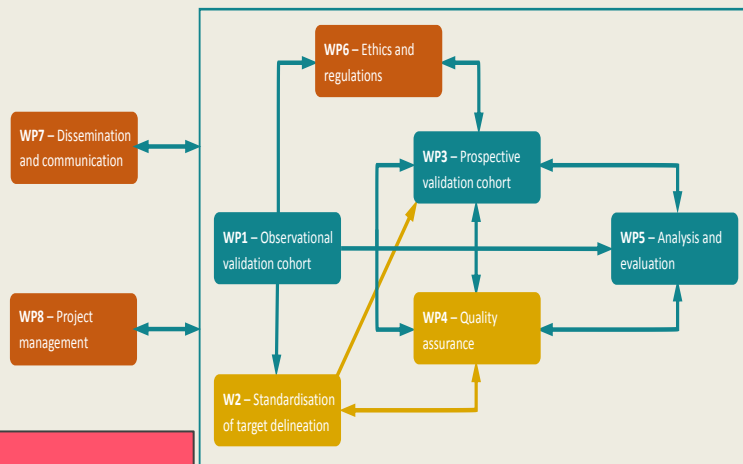 WP6 – Ethics and
regulations
WP7 – Dissemination
and communication
WP3 – Prospective
validation cohort
WP1 – Observational
validation cohort
WP5 – Analysis and
evaluation
WP8 – Project
management
WP4 – Quality
assurance
W2 – Standardisation
of target delineation